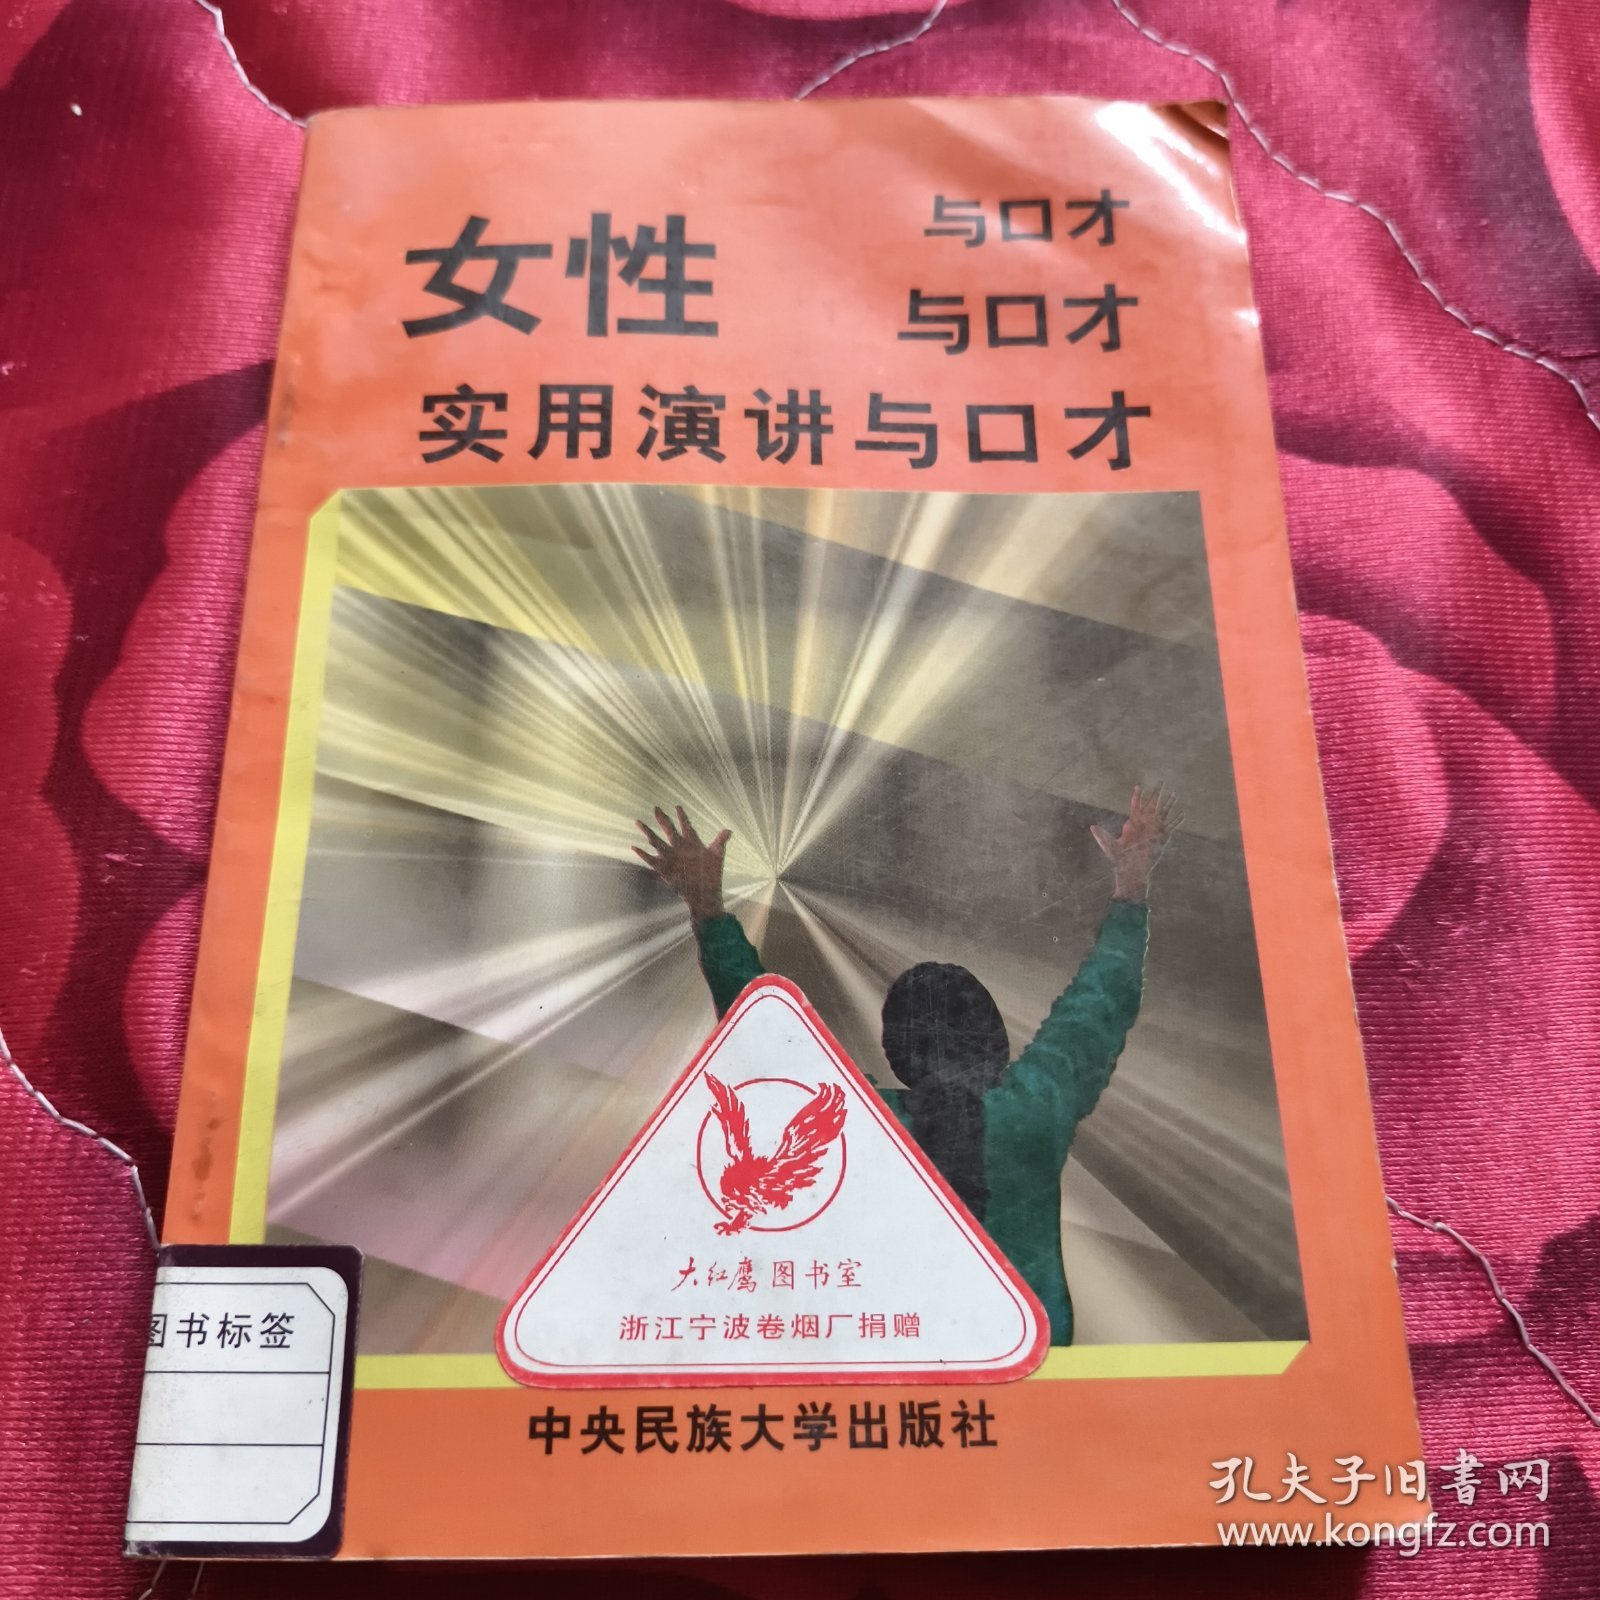 女性
与口才
与口才
实用演讲与口才
大红鹰 图书室
浙江宁波卷烟厂捐赠
图书标签
中央民族大学出版社
孔夫子旧书网
www.kongfz.com